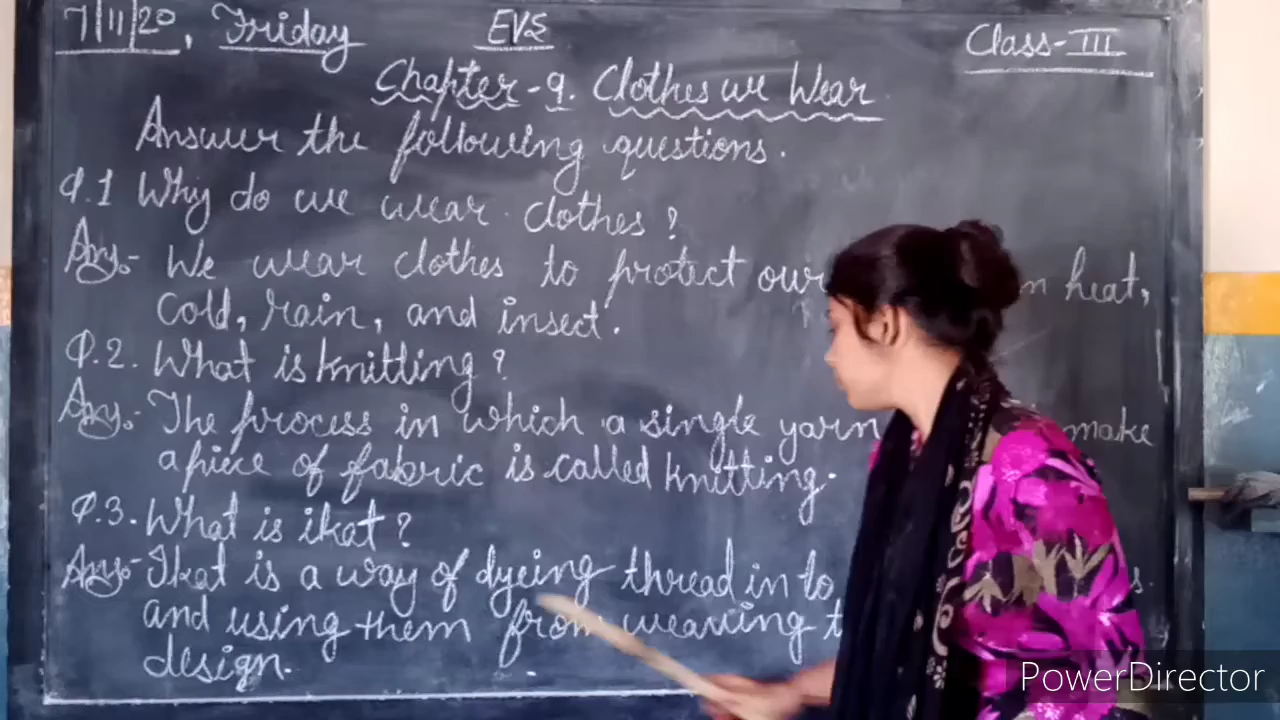 7/11/20, Friday EVS Class-III
Chapter-9. Clothes we Wear
Answer the following questions.
Q.1 Why do we wear clothes?
Ans:- We wear clothes to protect our heat,
cold, rain, and insect.
Q.2. What is knitting?
Ans:- The process in which a single yarn make
a piece of fabric is called knitting.
Q.3. What is ikat?
Ans:- Ikat is a way of dyeing thread in to
and using them from weaving
design.
PowerDirector